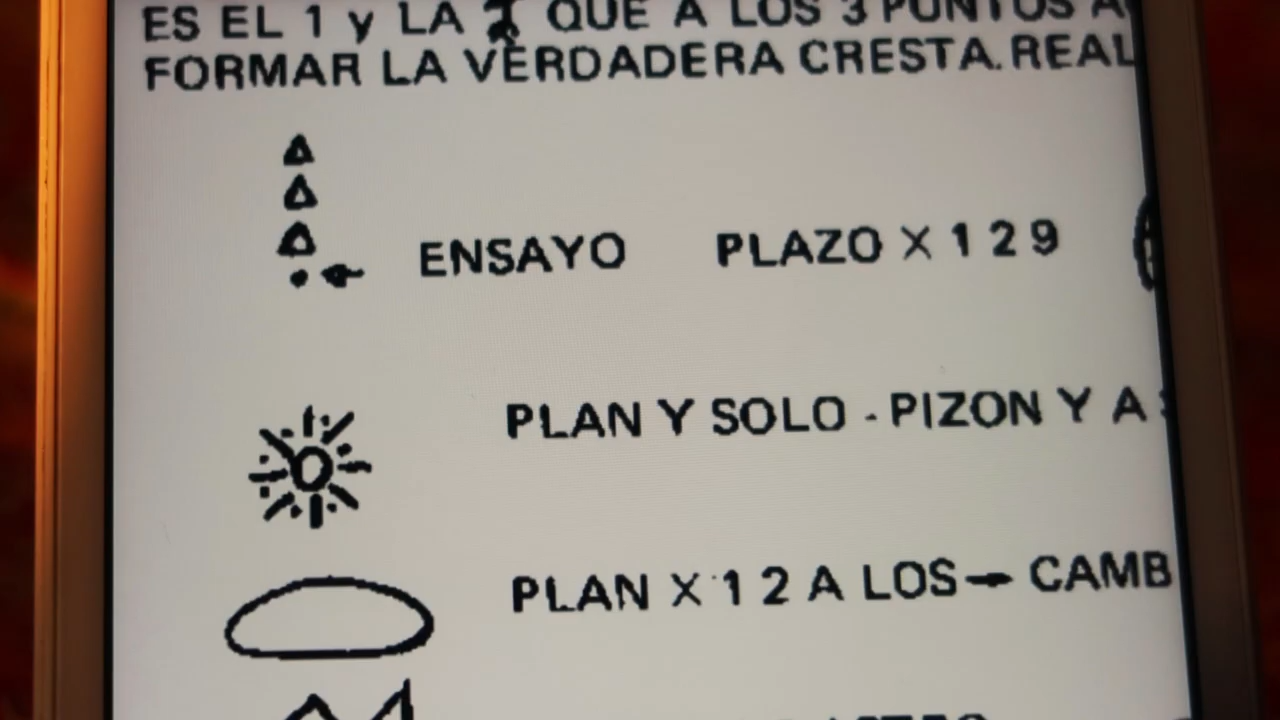 ES EL 1 y LA QUE A LOS 3 PUNTOS A
FORMAR LA VERDADERA CRESTA. REAL
ENSAYO PLAZO X 1 2 9
PLAN Y SOLO - PIZON Y A
PLAN X 1 2 A LOS CAMB